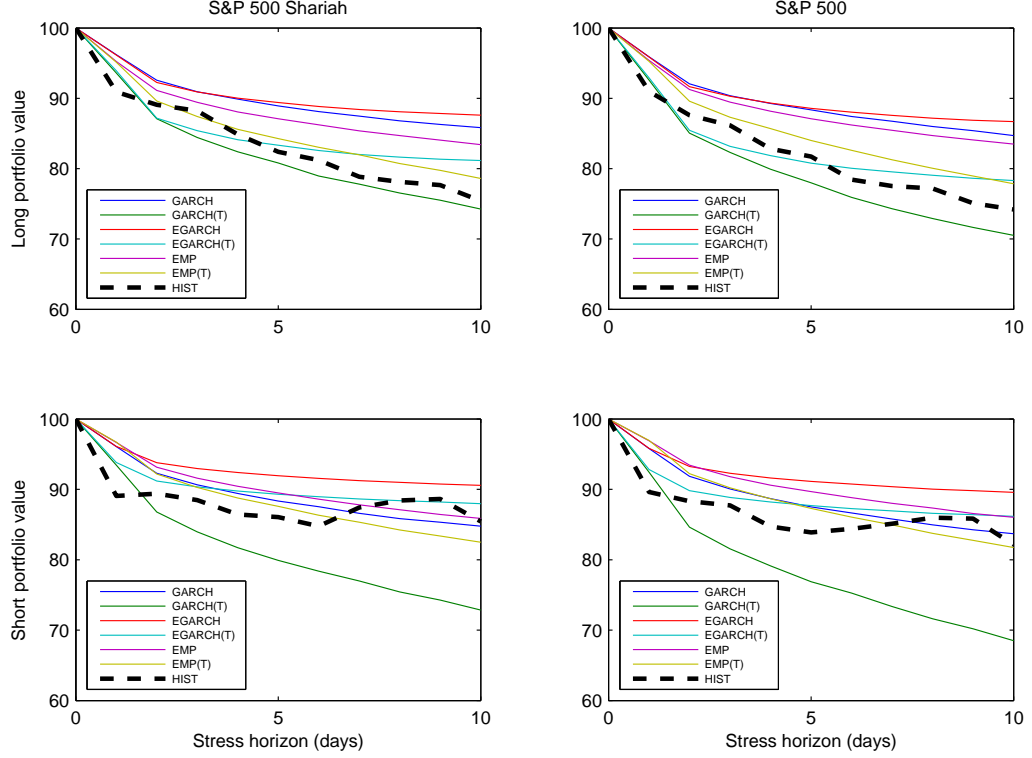 S&P 500 Shariah
100
90
80
70
60
0
5
10
Long portfolio value
GARCH
GARCH(T)
EGARCH
EGARCH(T)
EMP
EMP(T)
HIST
S&P 500
100
90
80
70
60
0
5
10
GARCH
GARCH(T)
EGARCH
EGARCH(T)
EMP
EMP(T)
HIST
100
90
80
70
60
0
5
10
Short portfolio value
Stress horizon (days)
GARCH
GARCH(T)
EGARCH
EGARCH(T)
EMP
EMP(T)
HIST
100
90
80
70
60
0
5
10
Stress horizon (days)
GARCH
GARCH(T)
EGARCH
EGARCH(T)
EMP
EMP(T)
HIST